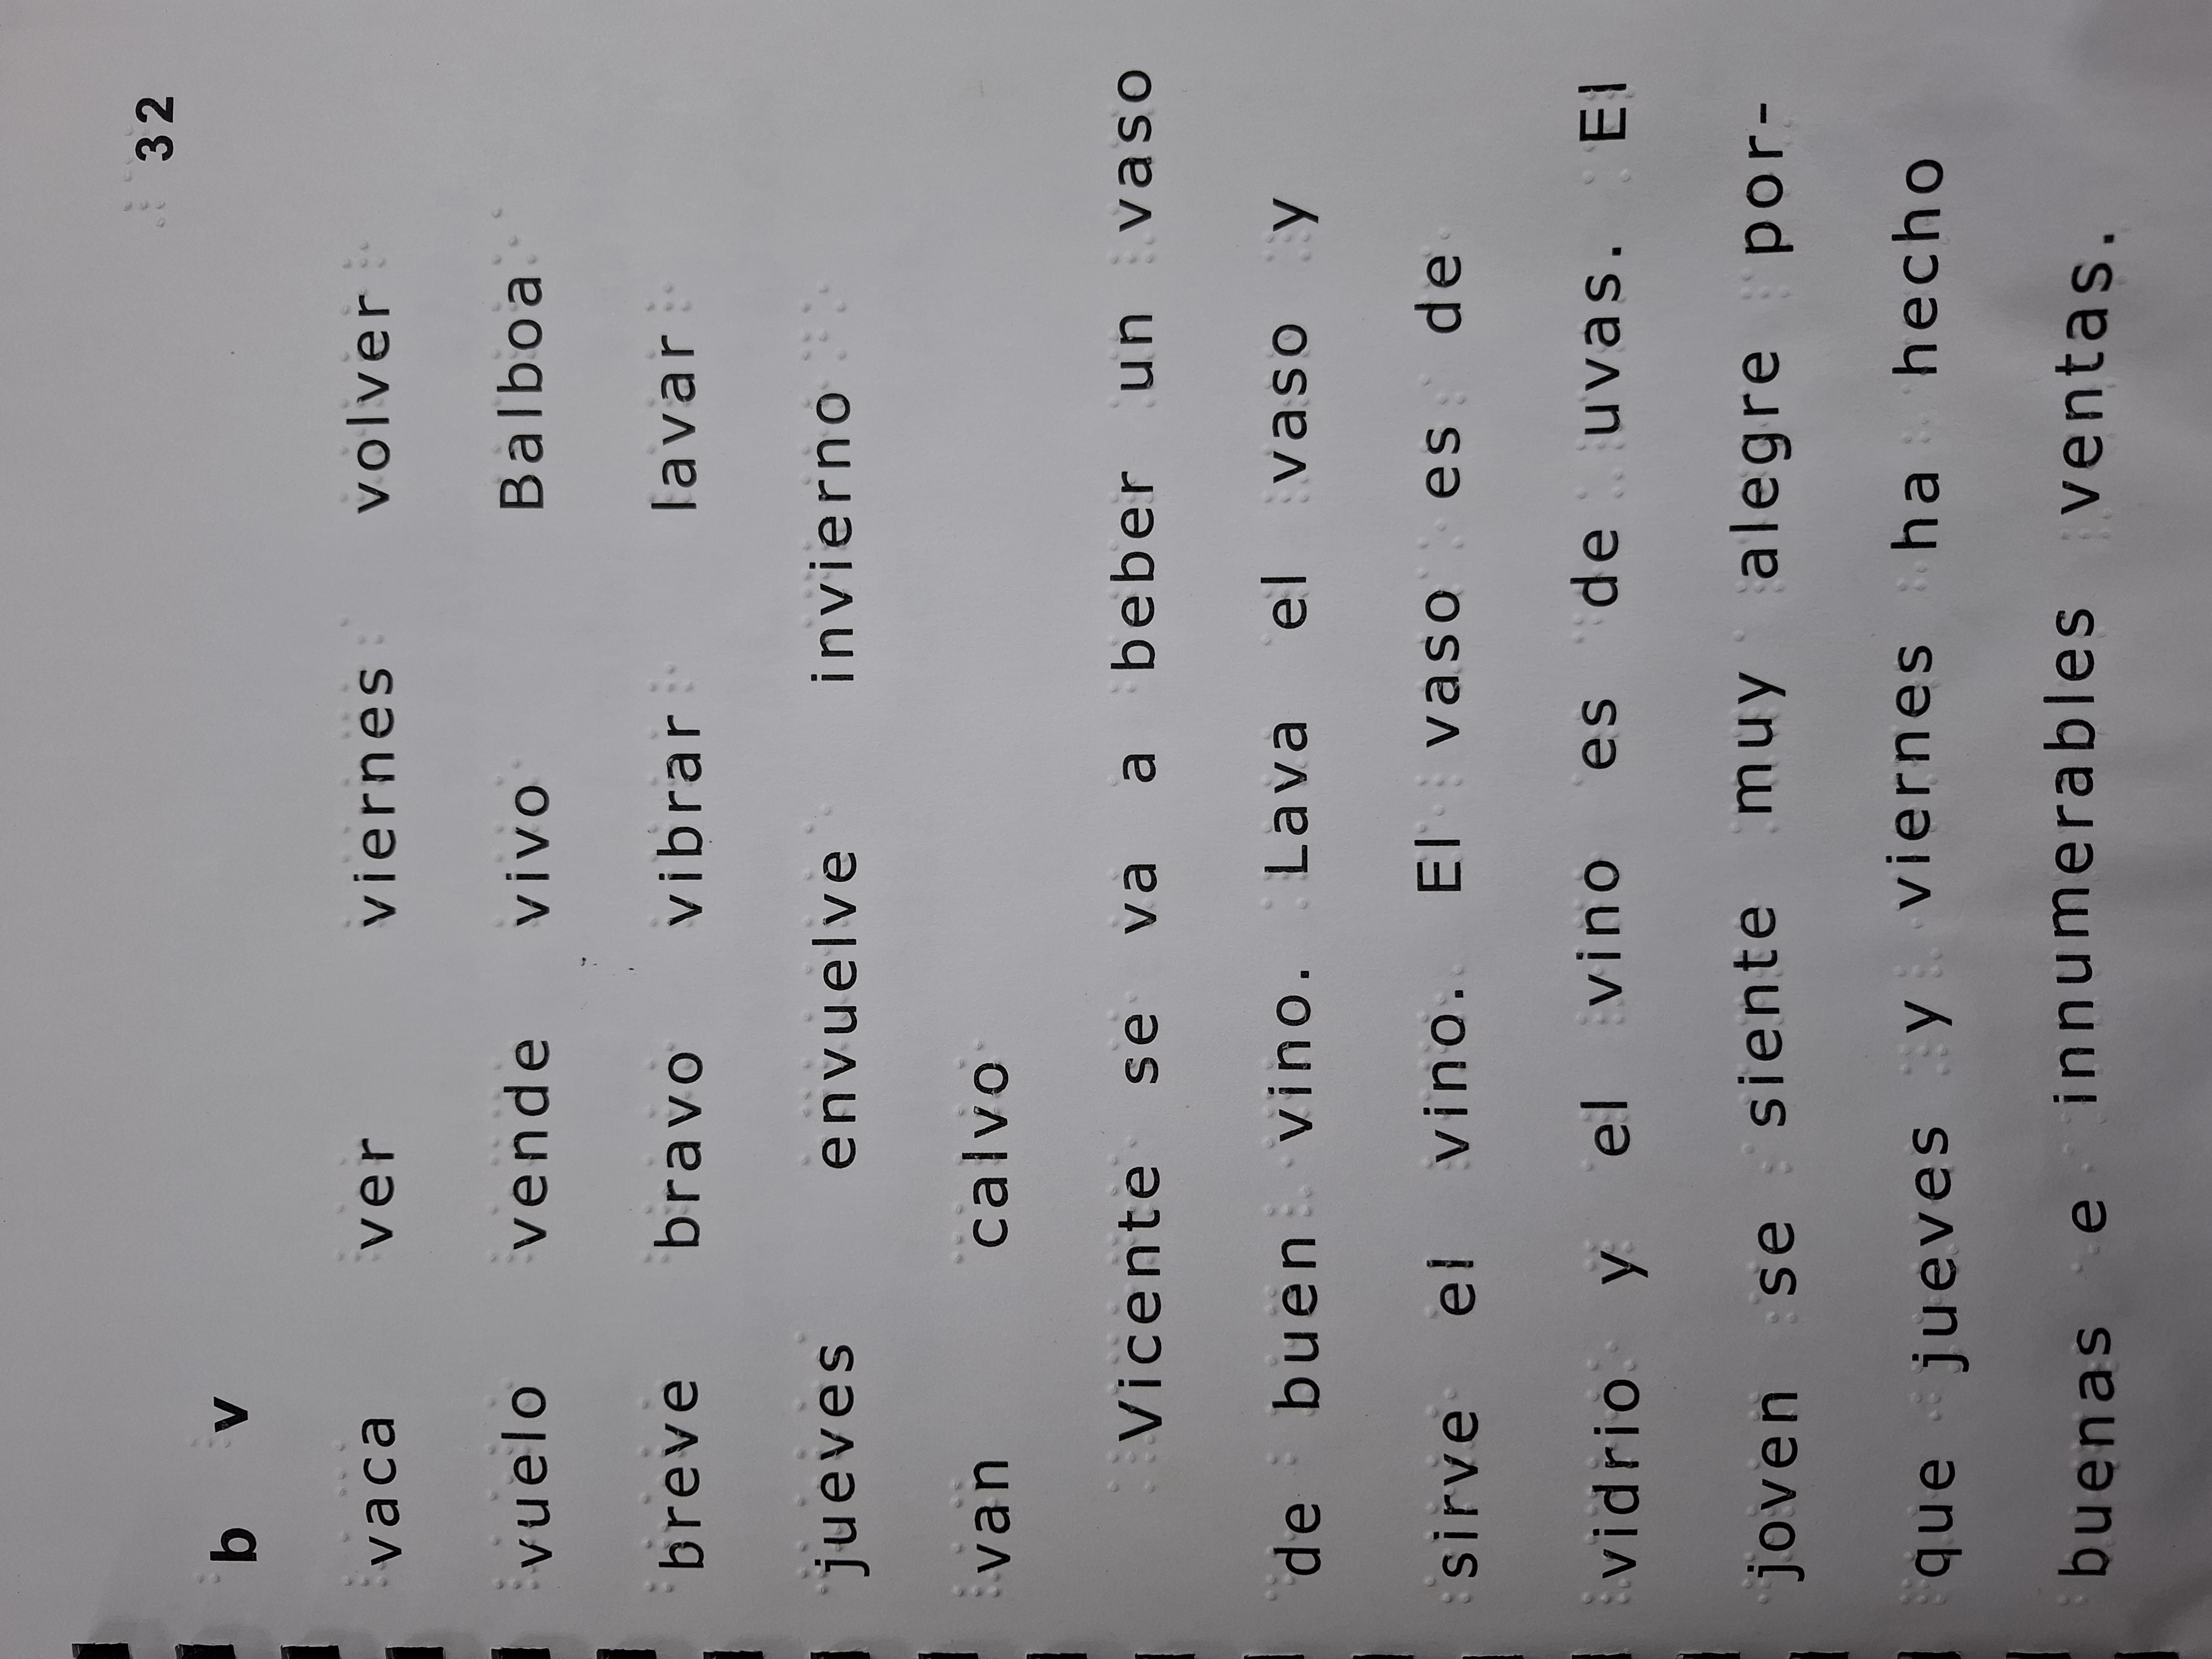 32
b v
vaca ver viernes volver
vuelo vende vivo Balboa
breve bravo vibrar lavar
jueves envuelve invierno
van calvo
Vicente se va a beber un vaso
de buen vino. Lava el vaso y
sirve el vino. El vaso es de
vidrio y el vino es de uvas. El
joven se siente muy alegre por-
que jueves y viernes ha hecho
buenas e innumerables ventas.